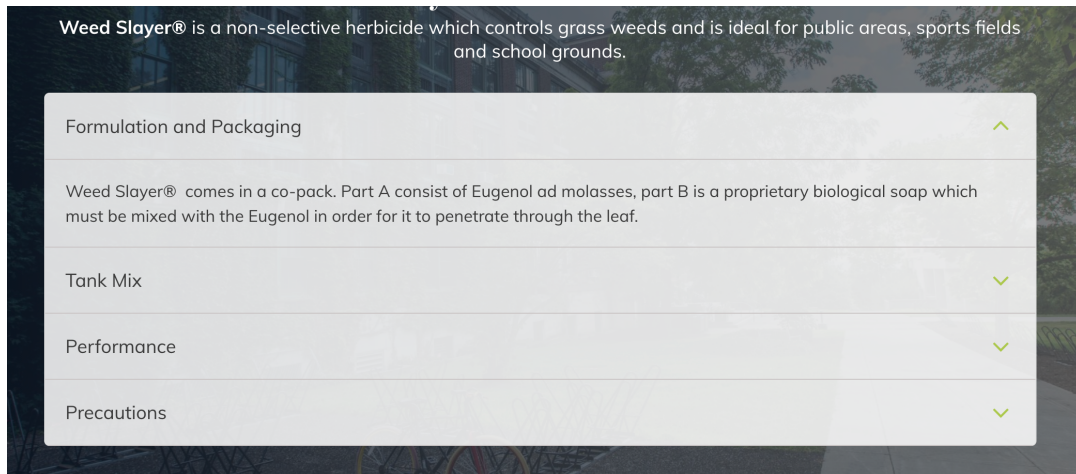 Weed Slayer® is a non-selective herbicide which controls grass weeds and is ideal for public areas, sports fields
and school grounds.
Formulation and Packaging
Weed Slayer®  comes in a co-pack. Part A consist of Eugenol ad molasses, part B is a proprietary biological soap which
must be mixed with the Eugenol in order for it to penetrate through the leaf.
Tank Mix
Performance
Precautions